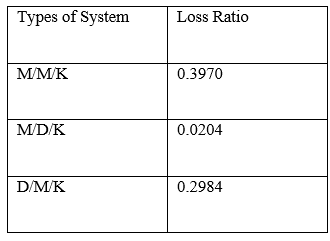 Types of System Loss Ratio
M/M/K 0.3970
M/D/K 0.0204
D/M/K 0.2984